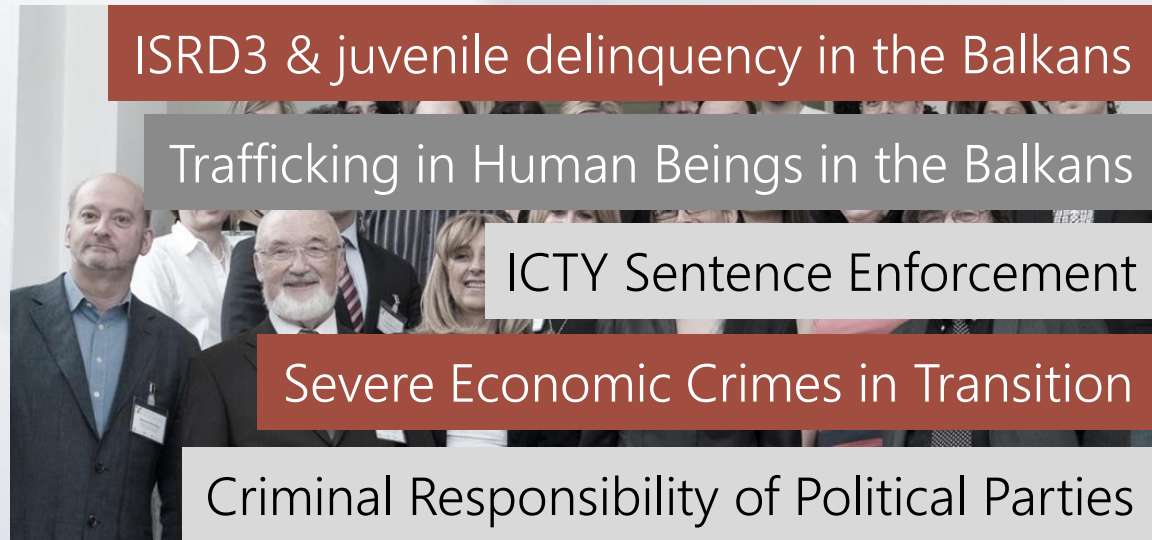 ISRD3 & juvenile delinquency in the Balkans
Trafficking in Human Beings in the Balkans
ICTY Sentence Enforcement
Severe Economic Crimes in Transition
Criminal Responsibility of Political Parties